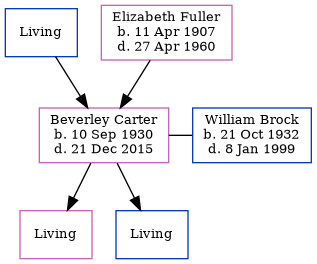 Living
Elizabeth Fuller
b. 11 Apr 1907
d. 27 Apr 1960
Beverley Carter
b. 10 Sep 1930
d. 21 Dec 2015
William Brock
b. 21 Oct 1932
d. 8 Jan 1999
Living
Living